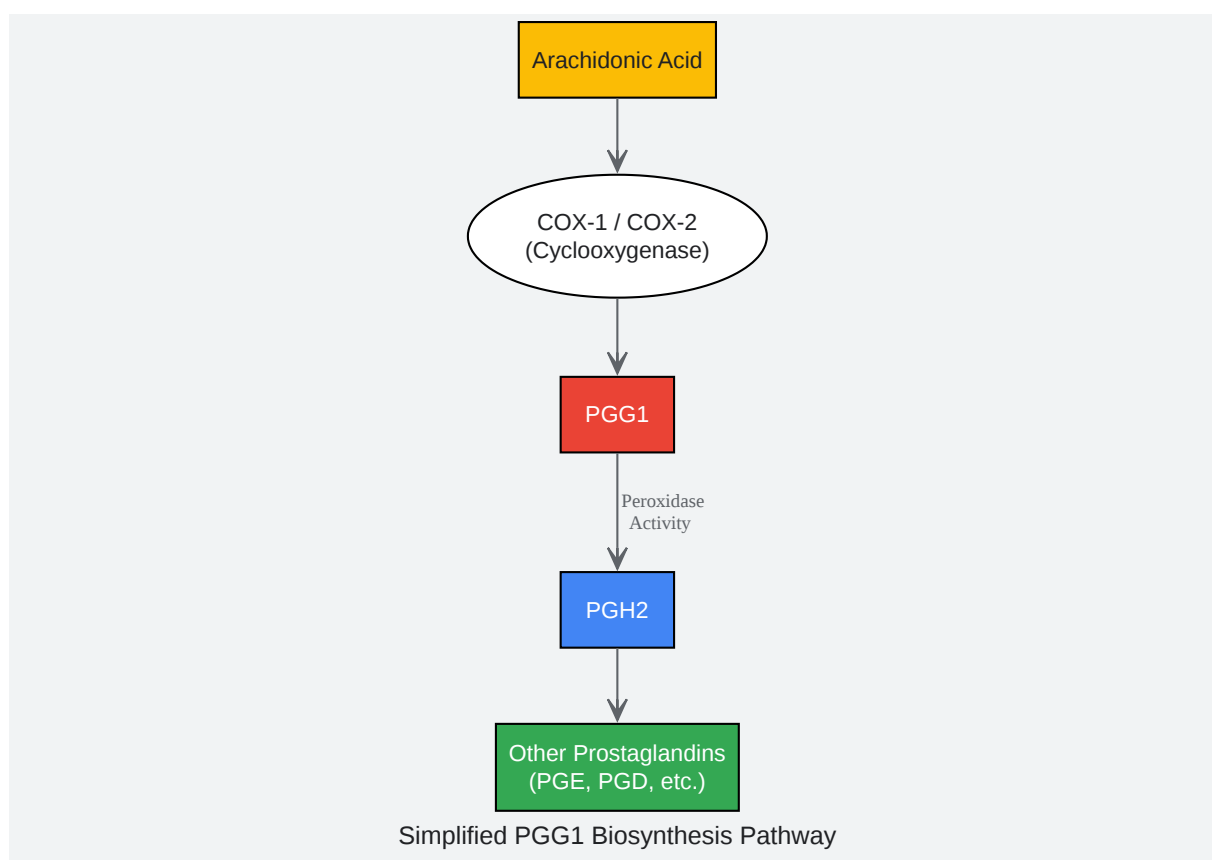 Arachidonic Acid
COX-1 / COX-2
(Cyclooxygenase)
PGG1
Peroxidase
Activity
PGH2
Other Prostaglandins
(PGE, PGD, etc.)
Simplified PGG1 Biosynthesis Pathway